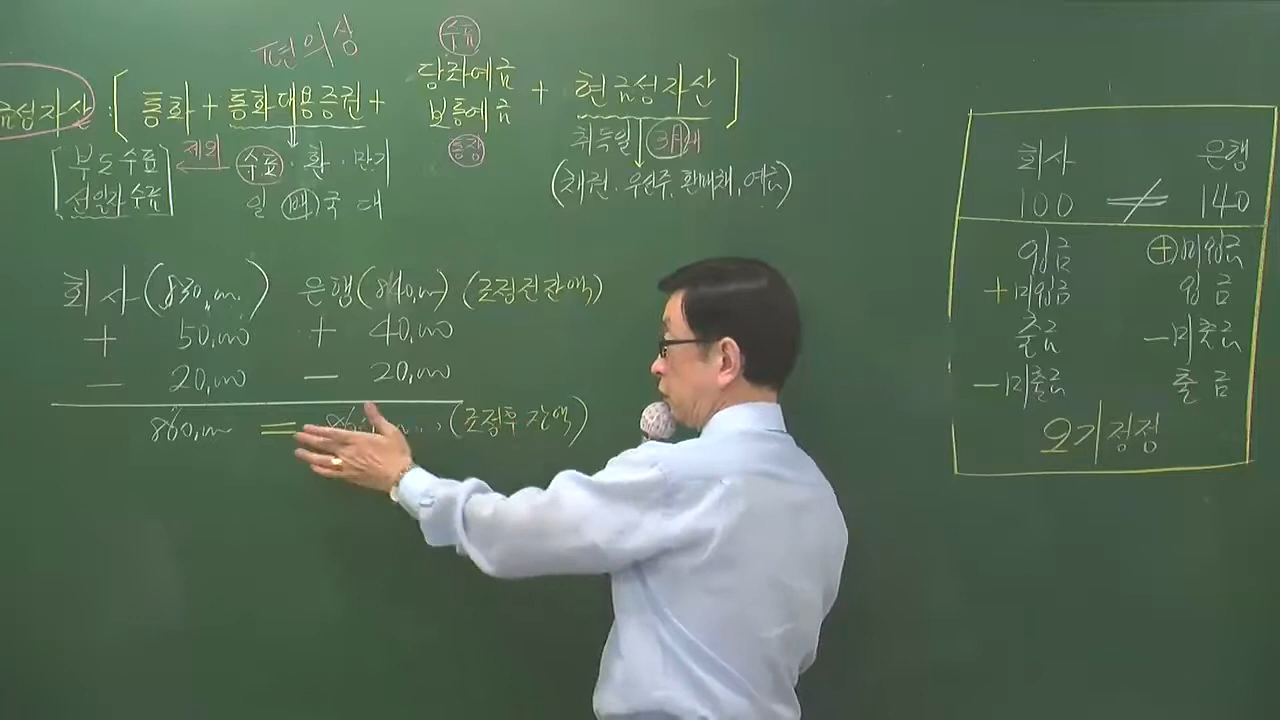 편의상
수표
당좌예금
금성자산 : [ 통화 + 통화대용증권 + 보통예금 + 현금성자산 ]
통장
취득일 3개월
[ 부도수표 제외 수표 · 환 · 만기
선일자수표 ] 일 배 국 대
(채권. 우선주, 환매채, 예금)
회사 은행
100 ≠ 140
입금 ⊕미입금
+미입금 입금
출금 -미출금
-미출금 출금
오기 정정
회사(830,000) 은행(840,000) (조정전잔액)
+ 50,000 + 40,000
- 20,000 - 20,000
860,000 = (조정후잔액)